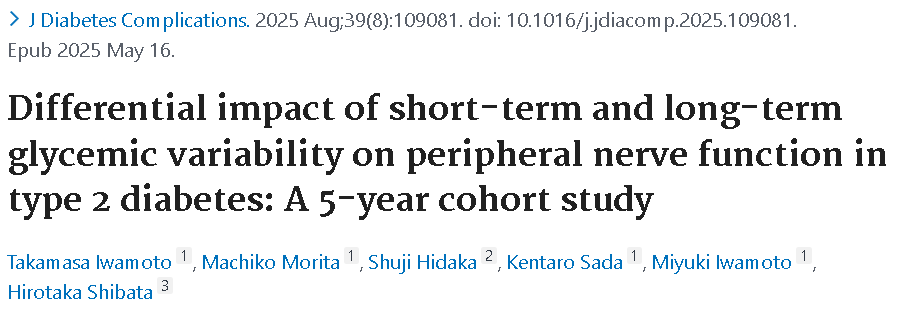 > J Diabetes Complications. 2025 Aug;39(8):109081. doi: 10.1016/j.jdiacomp.2025.109081.
Epub 2025 May 16.
Differential impact of short-term and long-term
glycemic variability on peripheral nerve function in
type 2 diabetes: A 5-year cohort study
Takamasa Iwamoto 1, Machiko Morita 1, Shuji Hidaka 2, Kentaro Sada 1, Miyuki Iwamoto 1,
Hirotaka Shibata 3